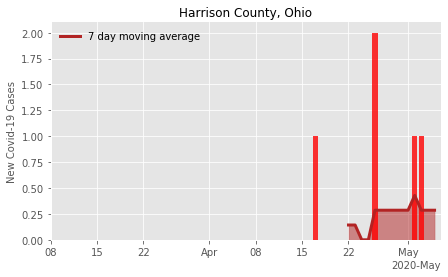 Harrison County, Ohio
7 day moving average
New Covid-19 Cases
2.00
1.75
1.50
1.25
1.00
0.75
0.50
0.25
0.00
08 15 22 Apr 08 15 22 May
2020-May